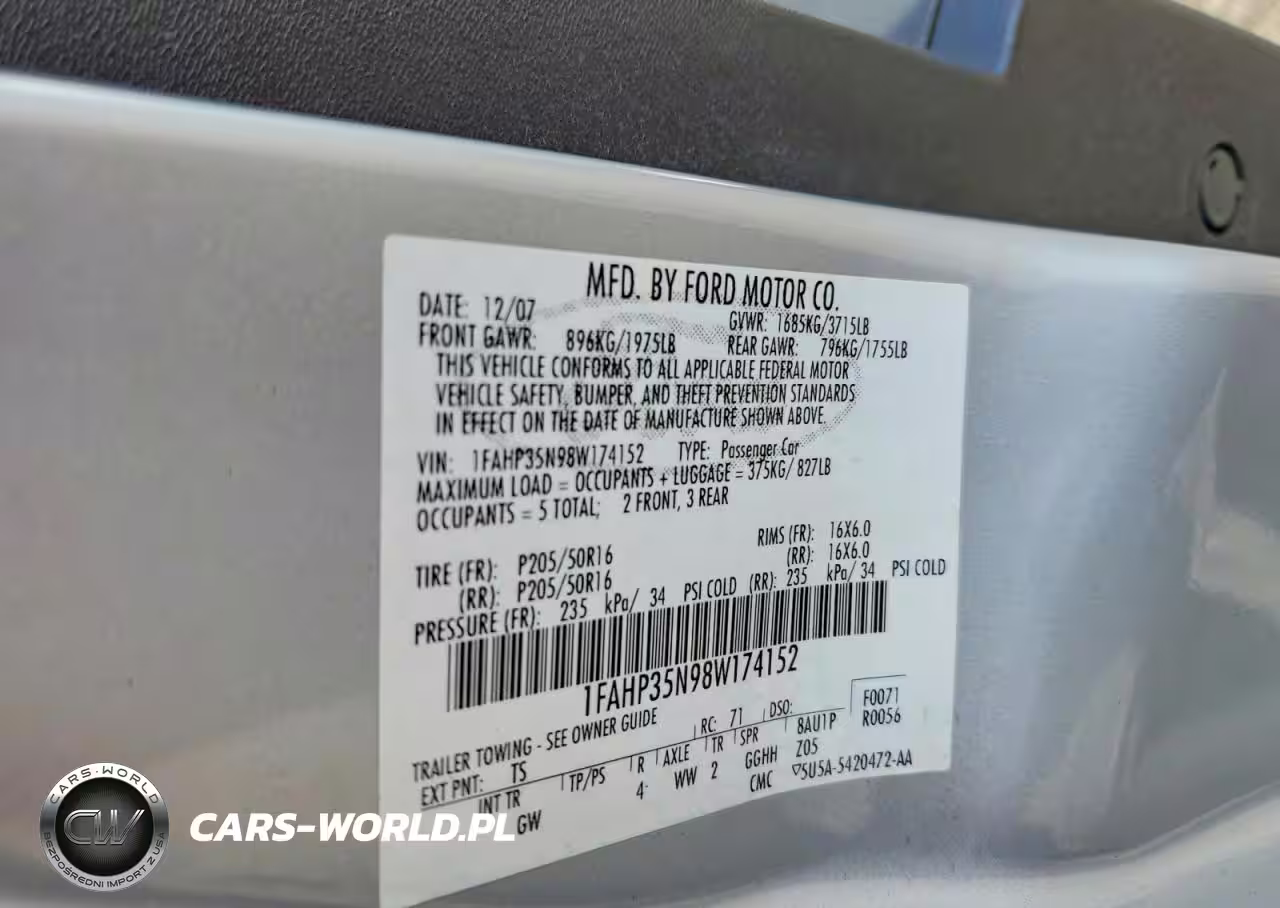 MFD. BY FORD MOTOR CO.
DATE: 12/07 GVWR: 1685KG/3715LB
FRONT GAWR: 896KG/1975LB REAR GAWR: 796KG/1755LB
THIS VEHICLE CONFORMS TO ALL APPLICABLE FEDERAL MOTOR
VEHICLE SAFETY, BUMPER, AND THEFT PREVENTION STANDARDS
IN EFFECT ON THE DATE OF MANUFACTURE SHOWN ABOVE.
VIN: 1FAHP35N98W174152 TYPE: Passenger Car
MAXIMUM LOAD = OCCUPANTS + LUGGAGE = 375KG/ 827LB
OCCUPANTS = 5 TOTAL; 2 FRONT, 3 REAR
TIRE (FR): P205/50R16 RIMS (FR): 16X6.0
(RR): P205/50R16 (RR): 16X6.0
PRESSURE (FR): 235 kPa/ 34 PSI COLD (RR): 235 kPa/ 34 PSI COLD
1FAHP35N98W174152
F0071
TRAILER TOWING - SEE OWNER GUIDE RC: 71 DSO: R0056
EXT PNT: TS TP/PS R AXLE TR SPR 8AU1P
INT TR 4 WW 2 GGHH Z05
GW CMC 5U5A-5420472-AA
CARS-WORLD
CW
BEZPOŚREDNI IMPORT Z USA
CARS-WORLD.PL